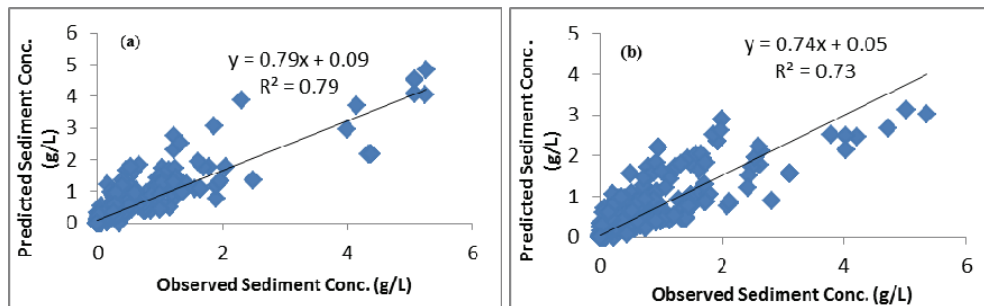 (a)
y = 0.79x + 0.09
R² = 0.79
Predicted Sediment Conc.
(g/L)
6
5
4
3
2
1
0
0 2 4 6
Observed Sediment Conc. (g/L)
(b)
y = 0.74x + 0.05
R² = 0.73
Predicted Sediment Conc.
(g/L)
5
4
3
2
1
0
0 2 4 6
Observed Sediment Conc. (g/L)